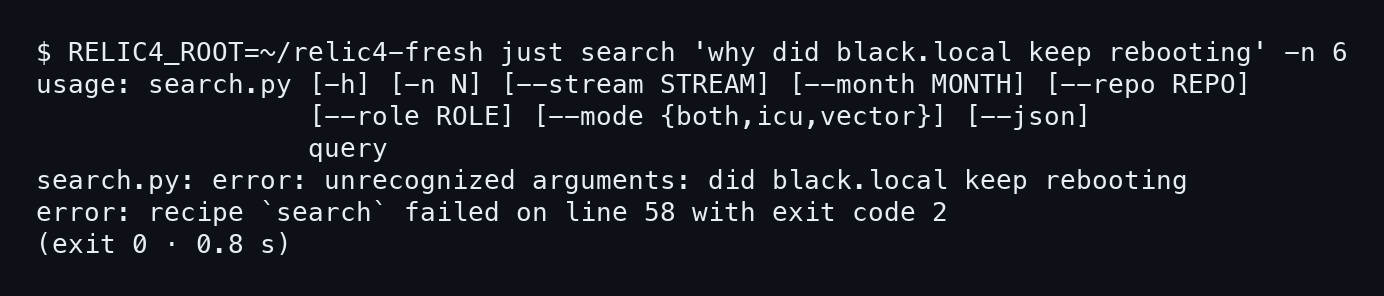 $ RELIC4_ROOT=~/relic4-fresh just search 'why did black.local keep rebooting' -n 6
usage: search.py [-h] [-n N] [--stream STREAM] [--month MONTH] [--repo REPO]
                 [--role ROLE] [--mode {both,icu,vector}] [--json]
                 query
search.py: error: unrecognized arguments: did black.local keep rebooting
error: recipe `search` failed on line 58 with exit code 2
(exit 0 · 0.8 s)